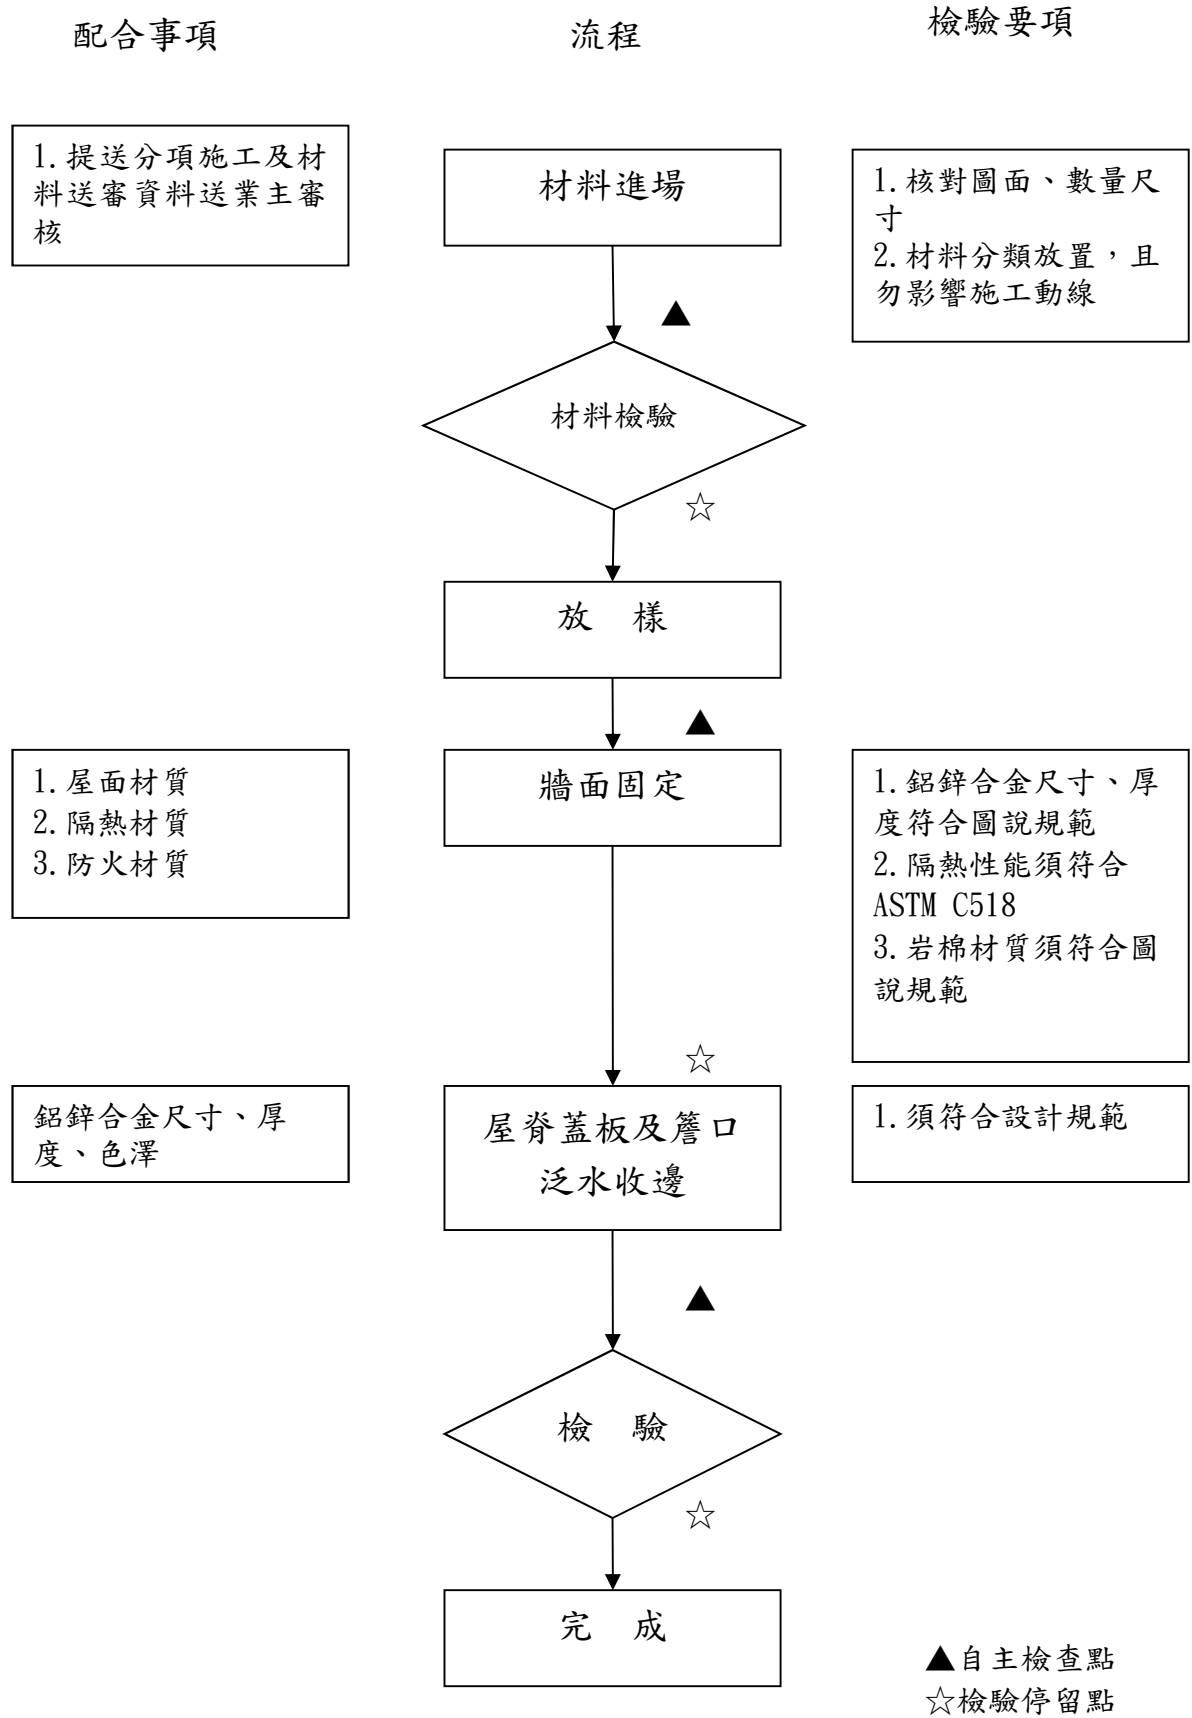 配合事項
流程
檢驗要項
1.提送分項施工及材
料送審資料送業主審
核
材料進場
1.核對圖面、數量尺
寸
2.材料分類放置，且
勿影響施工動線
▲
材料檢驗
☆
放 樣
▲
1.屋面材質
2.隔熱材質
3.防火材質
牆面固定
1.鋁鋅合金尺寸、厚
度符合圖說規範
2.隔熱性能須符合
ASTM C518
3.岩棉材質須符合圖
說規範
☆
鋁鋅合金尺寸、厚
度、色澤
屋脊蓋板及簷口
泛水收邊
1.須符合設計規範
▲
檢 驗
☆
完 成
▲自主檢查點
☆檢驗停留點